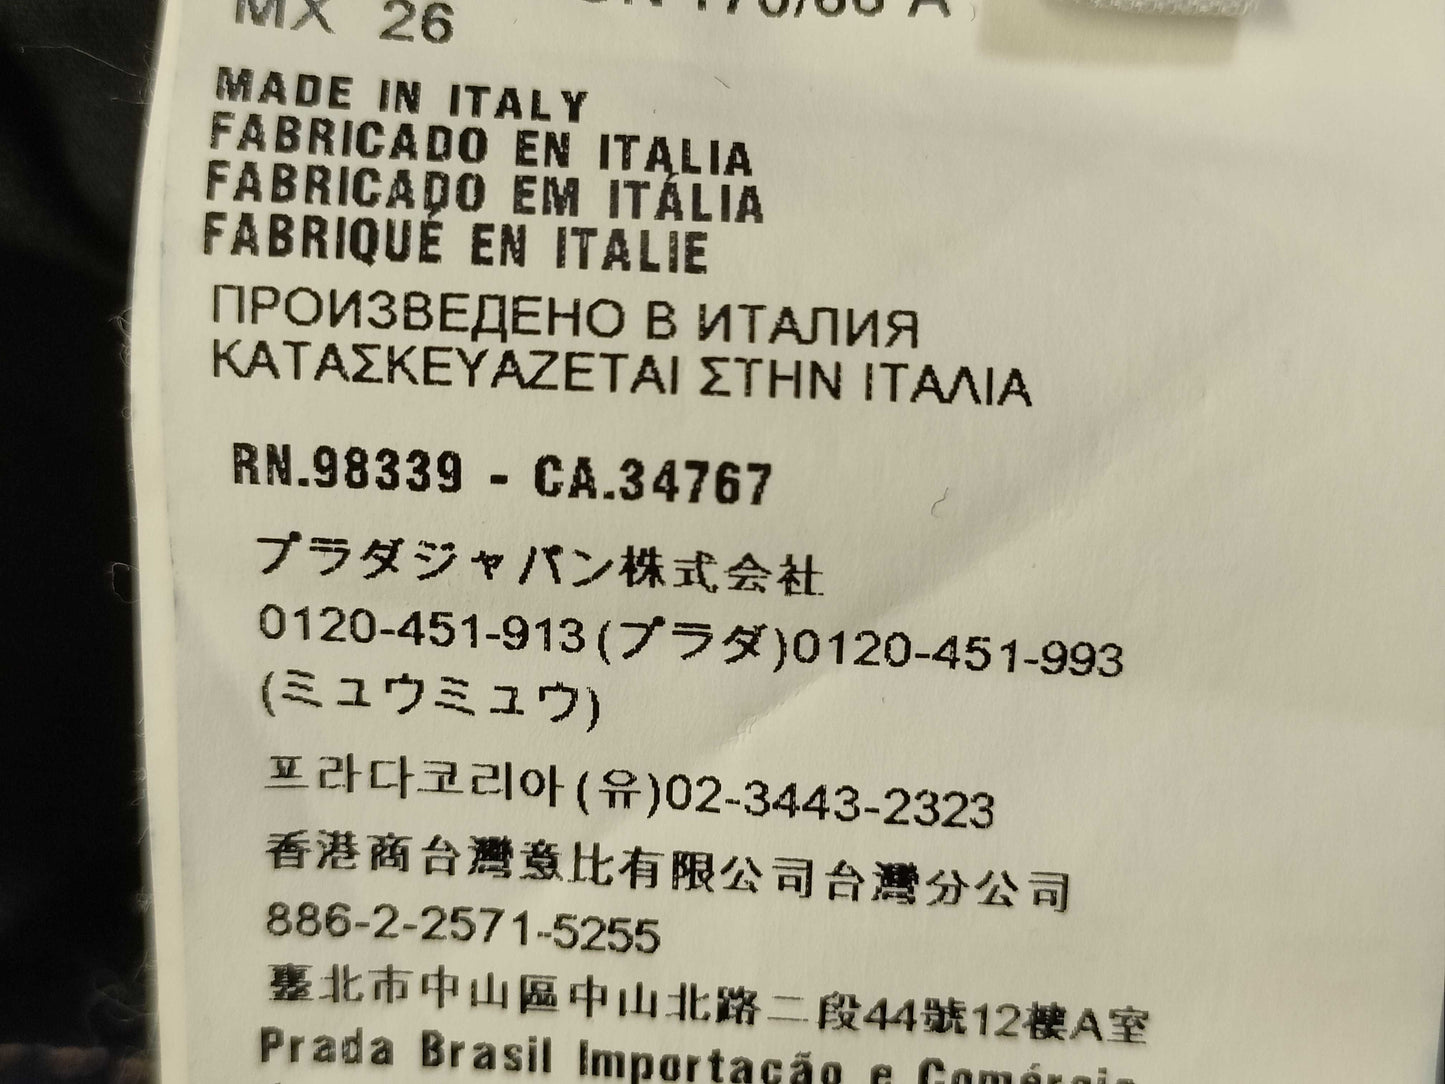 MX 26
MADE IN ITALY
FABRICADO EN ITALIA
FABRICADO EM ITÁLIA
FABRIQUÉ EN ITALIE
ПРОИЗВЕДЕНО В ИТАЛИЯ
ΚΑΤΑΣΚΕΥΑΖΕΤΑΙ ΣΤΗΝ ΙΤΑΛΙΑ
RN.98339 - CA.34767
プラダジャパン株式会社
0120-451-913(プラダ)0120-451-993
(ミュウミュウ)
프라다코리아(유)02-3443-2323
香港商台灣意比有限公司台灣分公司
886-2-2571-5255
臺北市中山區中山北路二段44號12樓A室
Prada Brasil Importação e Comércio